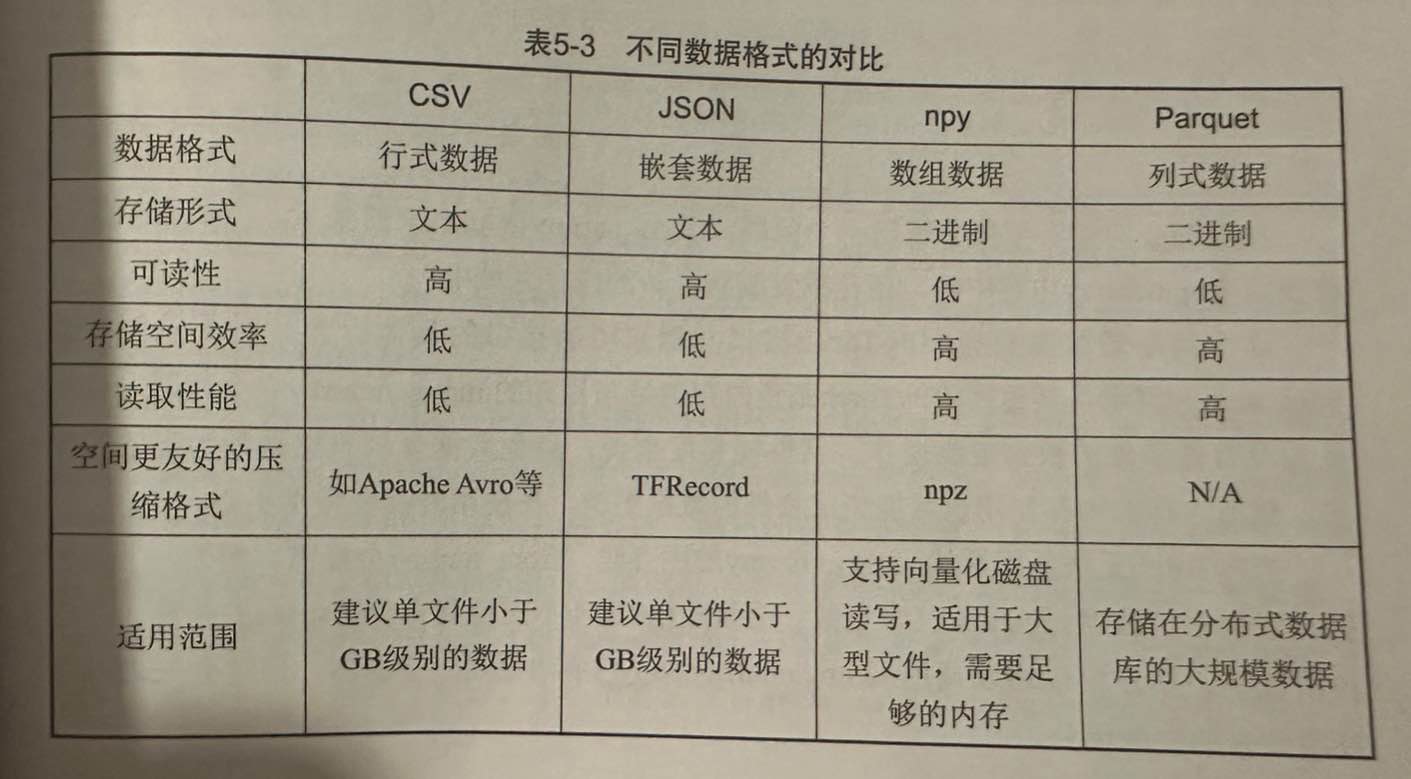 表5-3 不同数据格式的对比
CSV JSON npy Parquet
数据格式 行式数据 嵌套数据 数组数据 列式数据
存储形式 文本 文本 二进制 二进制
可读性 高 高 低 低
存储空间效率 低 低 高 高
读取性能 低 低 高 高
空间更友好的压
缩格式
如Apache Avro等 TFRecord npz N/A
适用范围
建议单文件小于
GB级别的数据
建议单文件小于
GB级别的数据
支持向量化磁盘
读写，适用于大
型文件，需要足
够的内存
存储在分布式数据
库的大规模数据